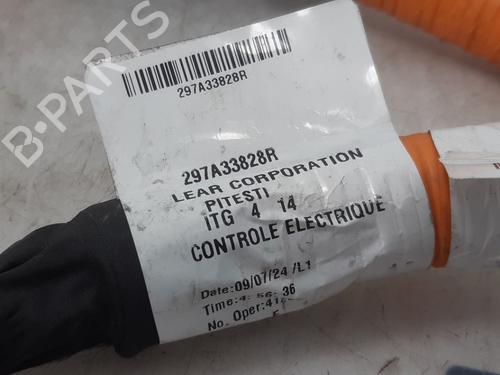 B-PARTS
297A33828R
297A33828R
LEAR CORPORATION
PITESTI
ITG 4 14
CONTROLE ELECTRIQUE
Date:09/07/24 /L1
Time:4: 56: 36
No. Oper: